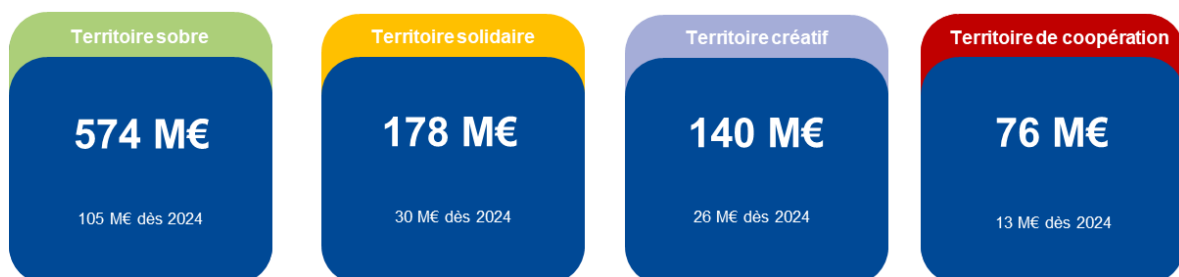 Territoire sobre
574 M€
105 M€ dès 2024
Territoire solidaire
178 M€
30 M€ dès 2024
Territoire créatif
140 M€
26 M€ dès 2024
Territoire de coopération
76 M€
13 M€ dès 2024